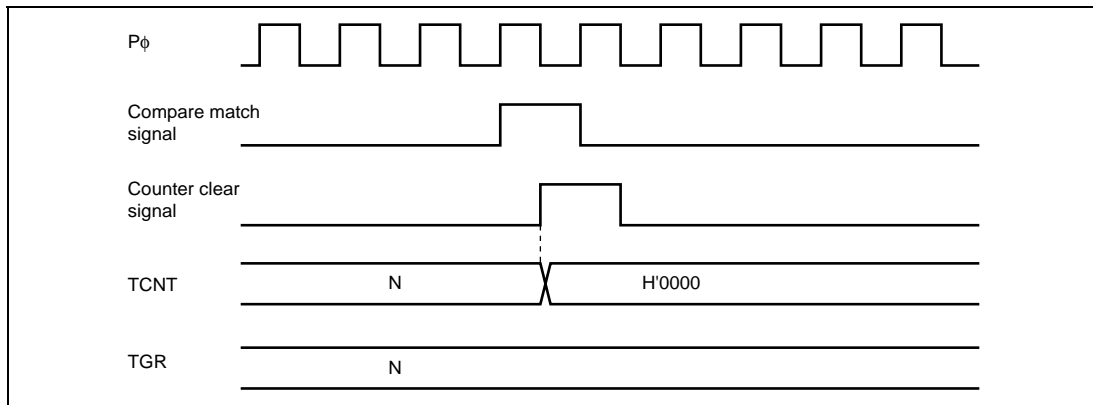 Pϕ
Compare match
signal
Counter clear
signal
TCNT
N
H'0000
TGR
N